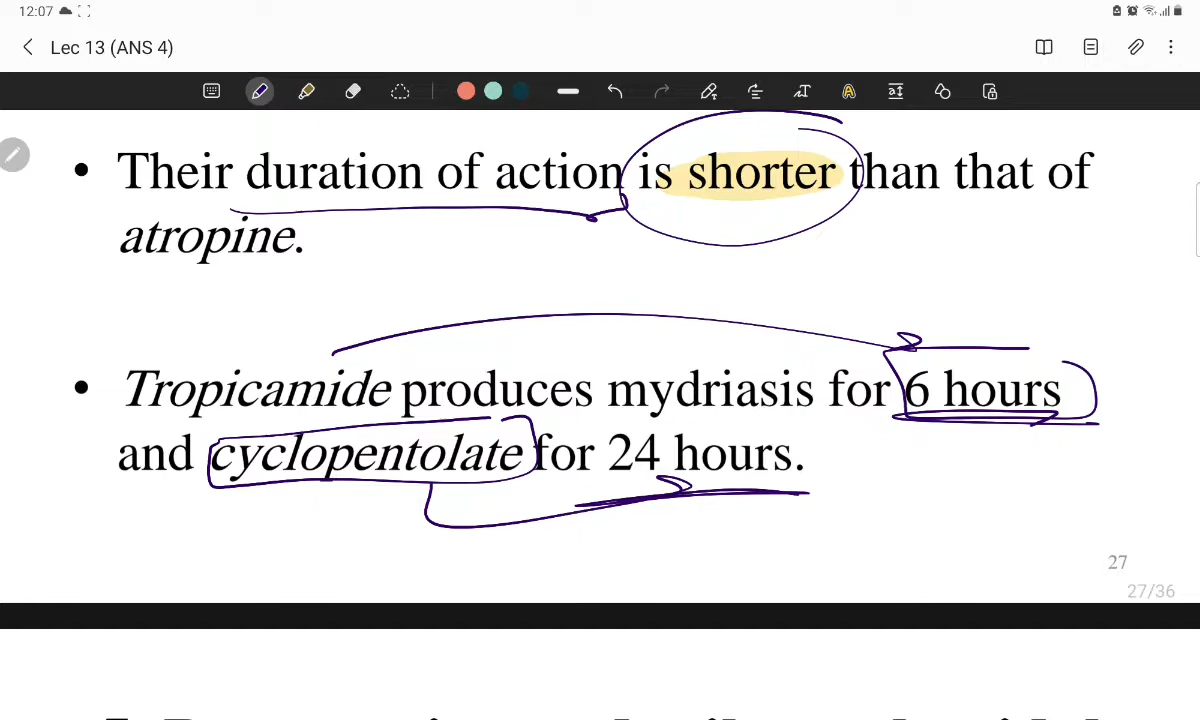 12:07
Lec 13 (ANS 4)
• Their duration of action is shorter than that of
atropine.
• Tropicamide produces mydriasis for 6 hours
and cyclopentolate for 24 hours.
27
27/36